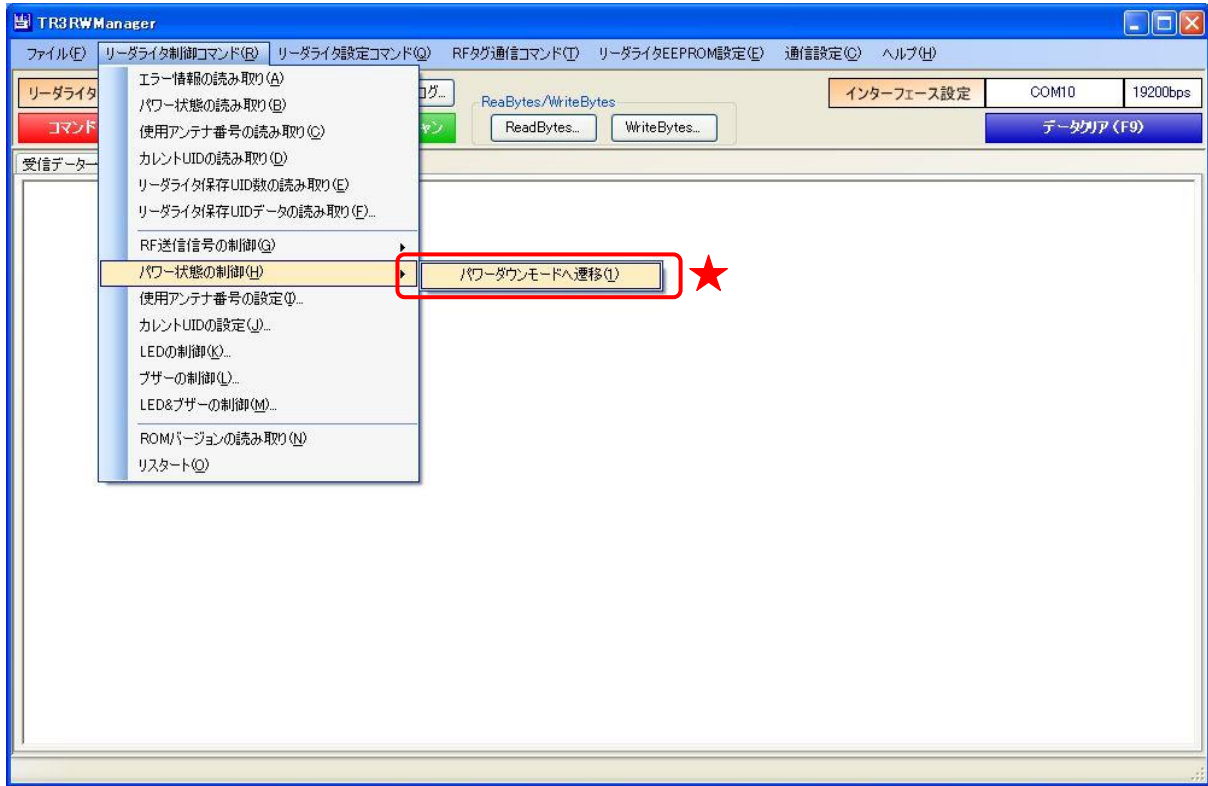 TR3RWManager
ファイル(F) リーダライタ制御コマンド(R) リーダライタ設定コマンド(Q) RFタグ通信コマンド(T) リーダライタEEPROM設定(E) 通信設定(C) ヘルプ(H)
リーダライタ
ログ...
ReaBytes/WriteBytes
インターフェース設定 COM10 19200bps
コマンド
ReadBytes... WriteBytes...
データクリア(F9)
受信データ一
エラー情報の読み取り(A)
パワー状態の読み取り(B)
使用アンテナ番号の読み取り(C)
カレントUIDの読み取り(D)
リーダライタ保存UID数の読み取り(E)
リーダライタ保存UIDデータの読み取り(F)...
RF送信信号の制御(G)
パワー状態の制御(H)
パワーダウンモードへ遷移(1)
使用アンテナ番号の設定(I)...
カレントUIDの設定(J)...
LEDの制御(K)...
ブザーの制御(L)...
LED&ブザーの制御(M)...
ROMバージョンの読み取り(N)
リスタート(O)